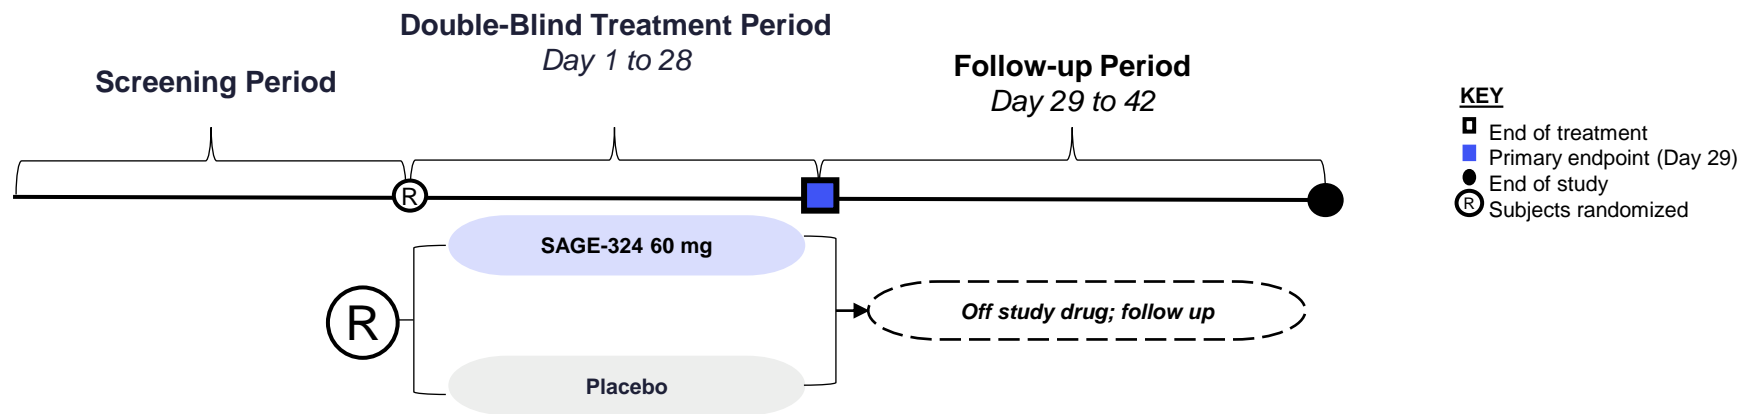 Double-Blind Treatment Period
Day 1 to 28
Screening Period
Follow-up Period
Day 29 to 42
KEY
End of treatment
Primary endpoint (Day 29)
End of study
R Subjects randomized
R
SAGE-324 60 mg
R
Off study drug; follow up
Placebo